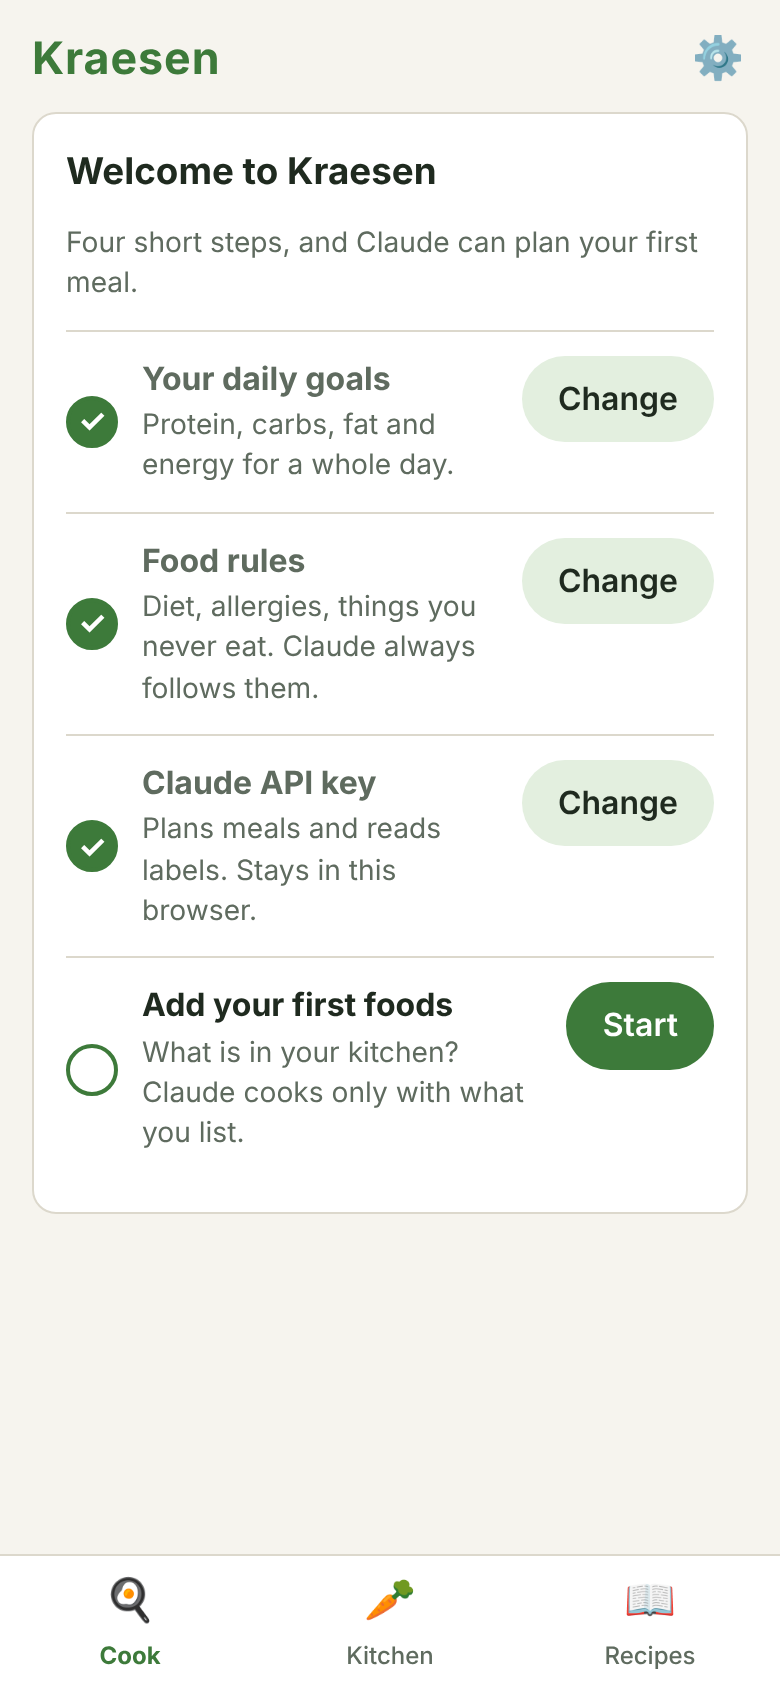 Kraesen
Welcome to Kraesen
Four short steps, and Claude can plan your first
meal.
Your daily goals
Protein, carbs, fat and
energy for a whole day.
Change
Food rules
Diet, allergies, things you
never eat. Claude always
follows them.
Change
Claude API key
Plans meals and reads
labels. Stays in this
browser.
Change
Add your first foods
What is in your kitchen?
Claude cooks only with what
you list.
Start
Cook
Kitchen
Recipes